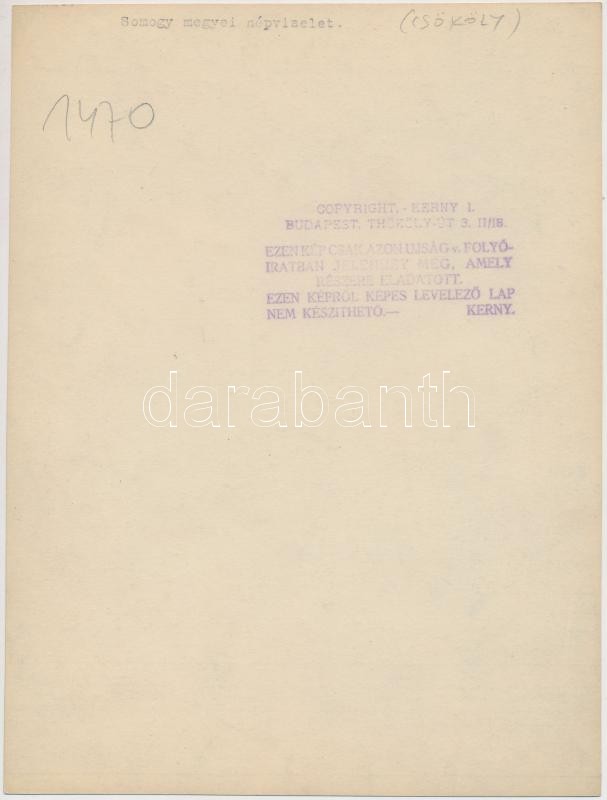 Somogy megyei népviselet. (CSÖKÖLY)
1470
COPYRIGHT. - KERNY I.
BUDAPEST, THÖKÖLY-ÚT 3. II/18.
EZEN KÉP CSAK AZON UJSÁG v. FOLYÓ-
IRATBAN JELENHET MEG, AMELY
RÉSZÉRE ELADATOTT.
EZEN KÉPRŐL KÉPES LEVELEZŐ LAP
NEM KÉSZITHETŐ.— KERNY.
darabanth